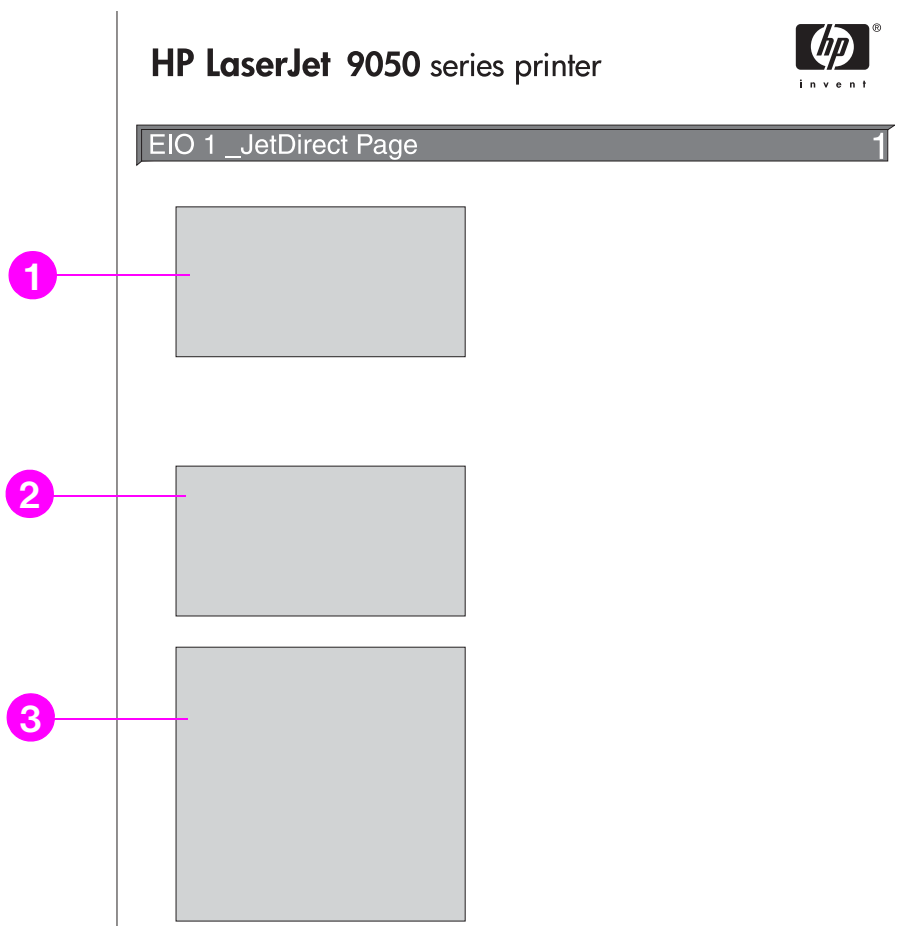 HP LaserJet 9050 series printer
hp
®
invent
EIO 1 _JetDirect Page 1
1
2
3